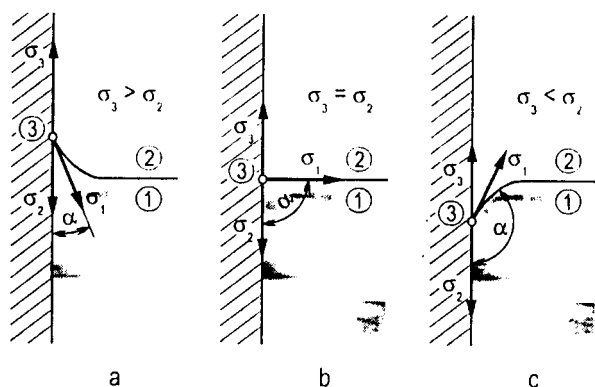 σ₃ σ₃ > σ₂
③ ②
①
σ₂ σ₁
α
a
σ₃ = σ₂
σ₃
③ σ₁ ②
①
α
σ₂
b
σ₃ < σ₂
σ₃ σ₁ ②
①
③
α
σ₂
c